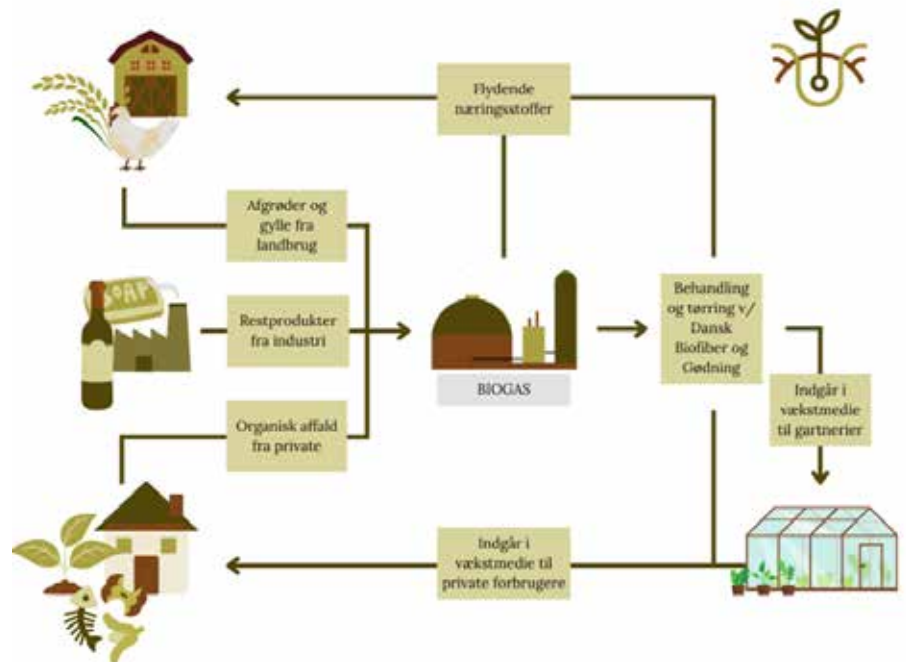 Flydende
næringsstoffer
Afgrøder og
gylle fra
landbrug
SOAP
Restprodukter
fra industri
BIOGAS
Behandling
og tørring v/
Dansk
Biofiber og
Gødning
Indgår i
vækstmedie
til gartnerier
Organisk affald
fra private
Indgår i
vækstmedie til
private forbrugere